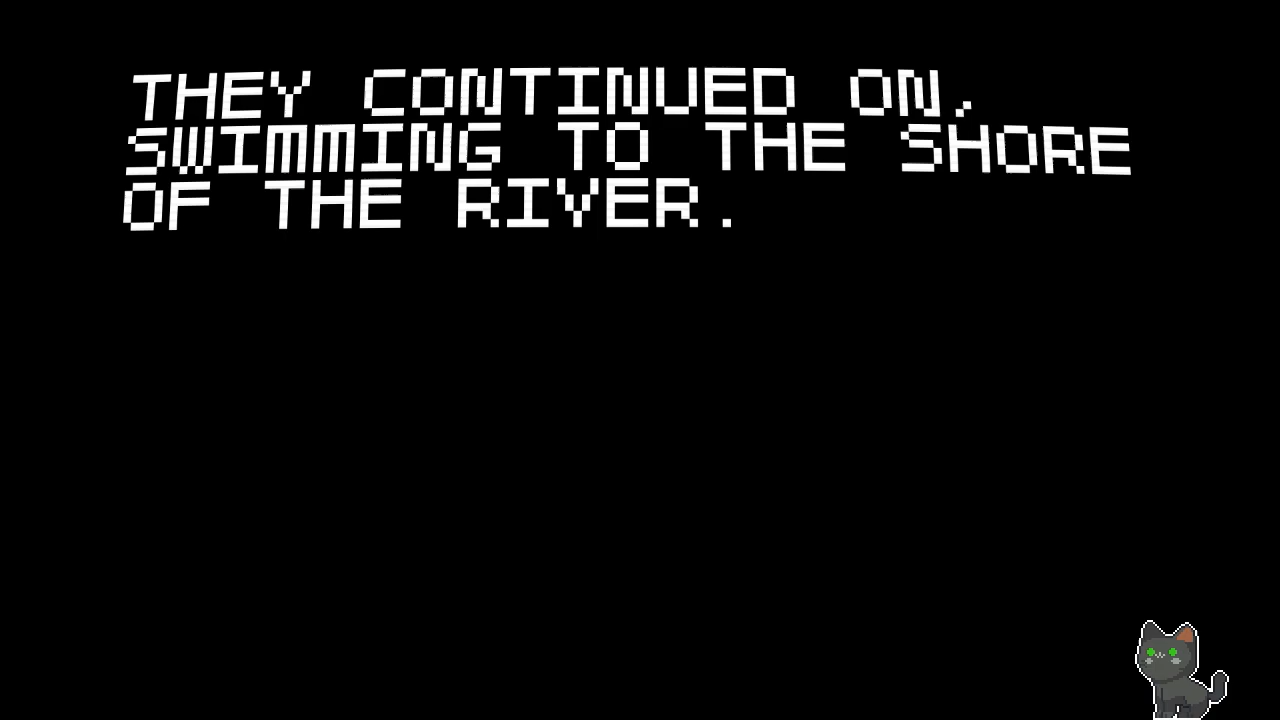 THEY CONTINUED ON,
SWIMMING TO THE SHORE
OF THE RIVER.